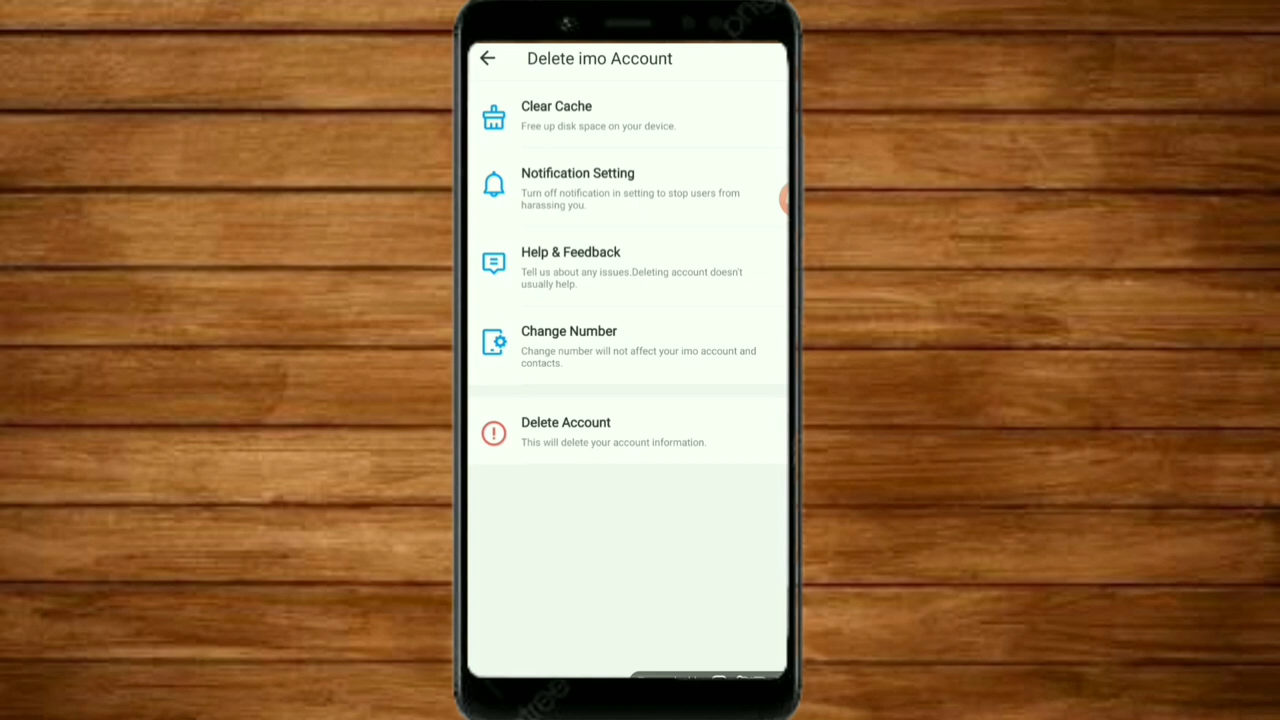 Delete imo Account
Clear Cache
Free up disk space on your device.
Notification Setting
Turn off notification in setting to stop users from
harassing you.
Help & Feedback
Tell us about any issues.Deleting account doesn't
usually help.
Change Number
Change number will not affect your imo account and
contacts.
Delete Account
This will delete your account information.